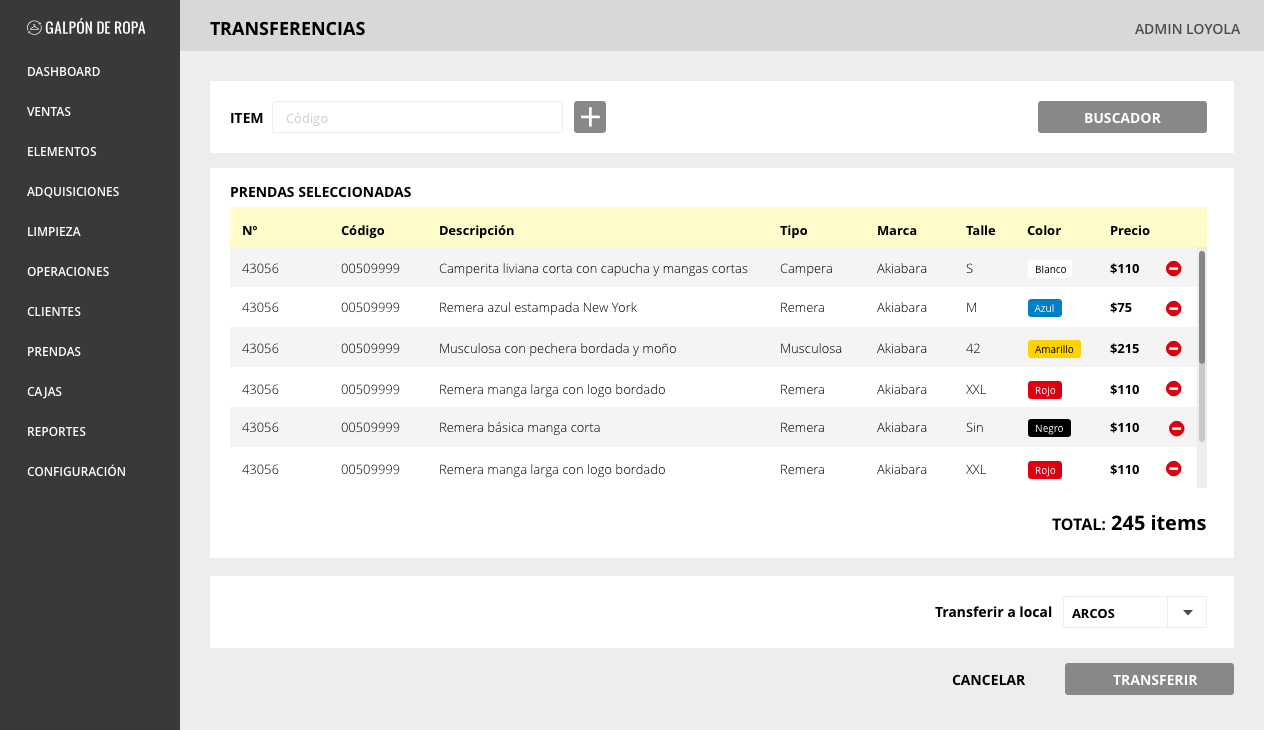 GALPÓN DE ROPA
DASHBOARD
VENTAS
ELEMENTOS
ADQUISICIONES
LIMPIEZA
OPERACIONES
CLIENTES
PRENDAS
CAJAS
REPORTES
CONFIGURACIÓN
TRANSFERENCIAS
ADMIN LOYOLA
ITEM Código
BUSCADOR
PRENDAS SELECCIONADAS
Nº Código Descripción Tipo Marca Talle Color Precio
43056 00509999 Camperita liviana corta con capucha y mangas cortas Campera Akiabara S Blanco $110
43056 00509999 Remera azul estampada New York Remera Akiabara M Azul $75
43056 00509999 Musculosa con pechera bordada y moño Musculosa Akiabara 42 Amarillo $215
43056 00509999 Remera manga larga con logo bordado Remera Akiabara XXL Rojo $110
43056 00509999 Remera básica manga corta Remera Akiabara Sin Negro $110
43056 00509999 Remera manga larga con logo bordado Remera Akiabara XXL Rojo $110
TOTAL: 245 items
Transferir a local ARCOS
CANCELAR TRANSFERIR